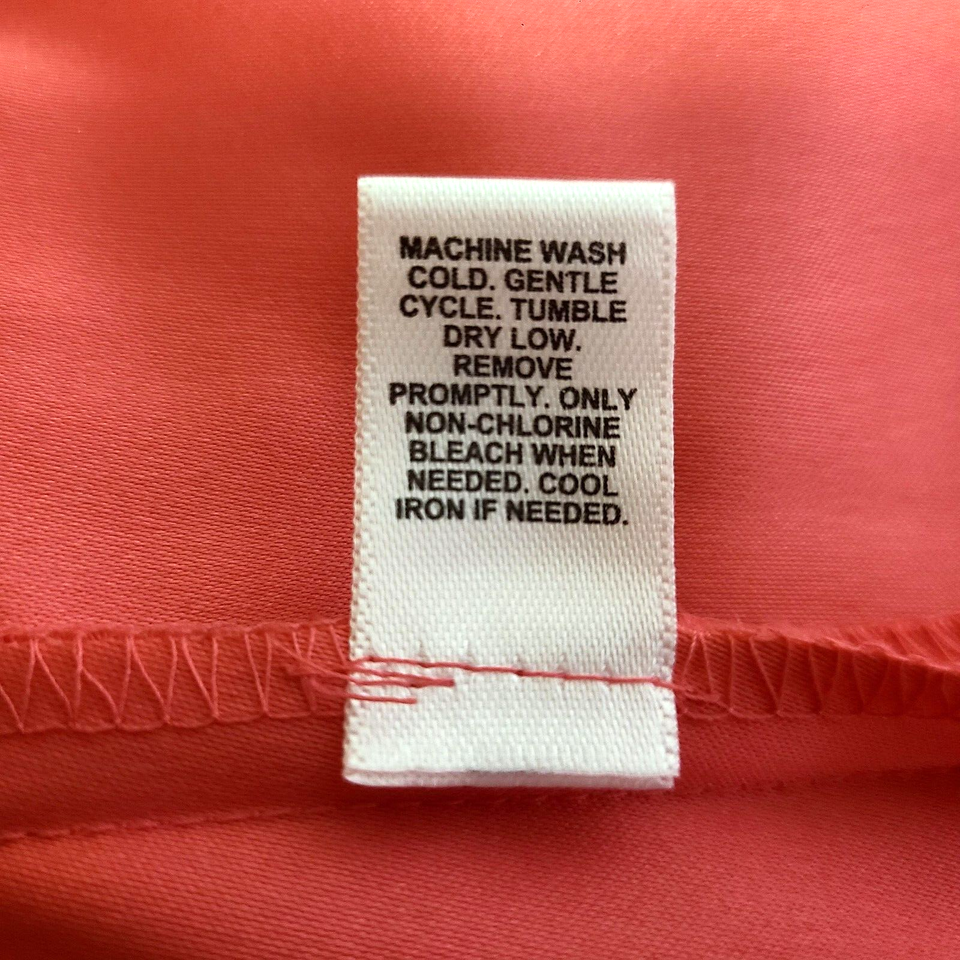 MACHINE WASH
COLD. GENTLE
CYCLE. TUMBLE
DRY LOW.
REMOVE
PROMPTLY. ONLY
NON-CHLORINE
BLEACH WHEN
NEEDED. COOL
IRON IF NEEDED.